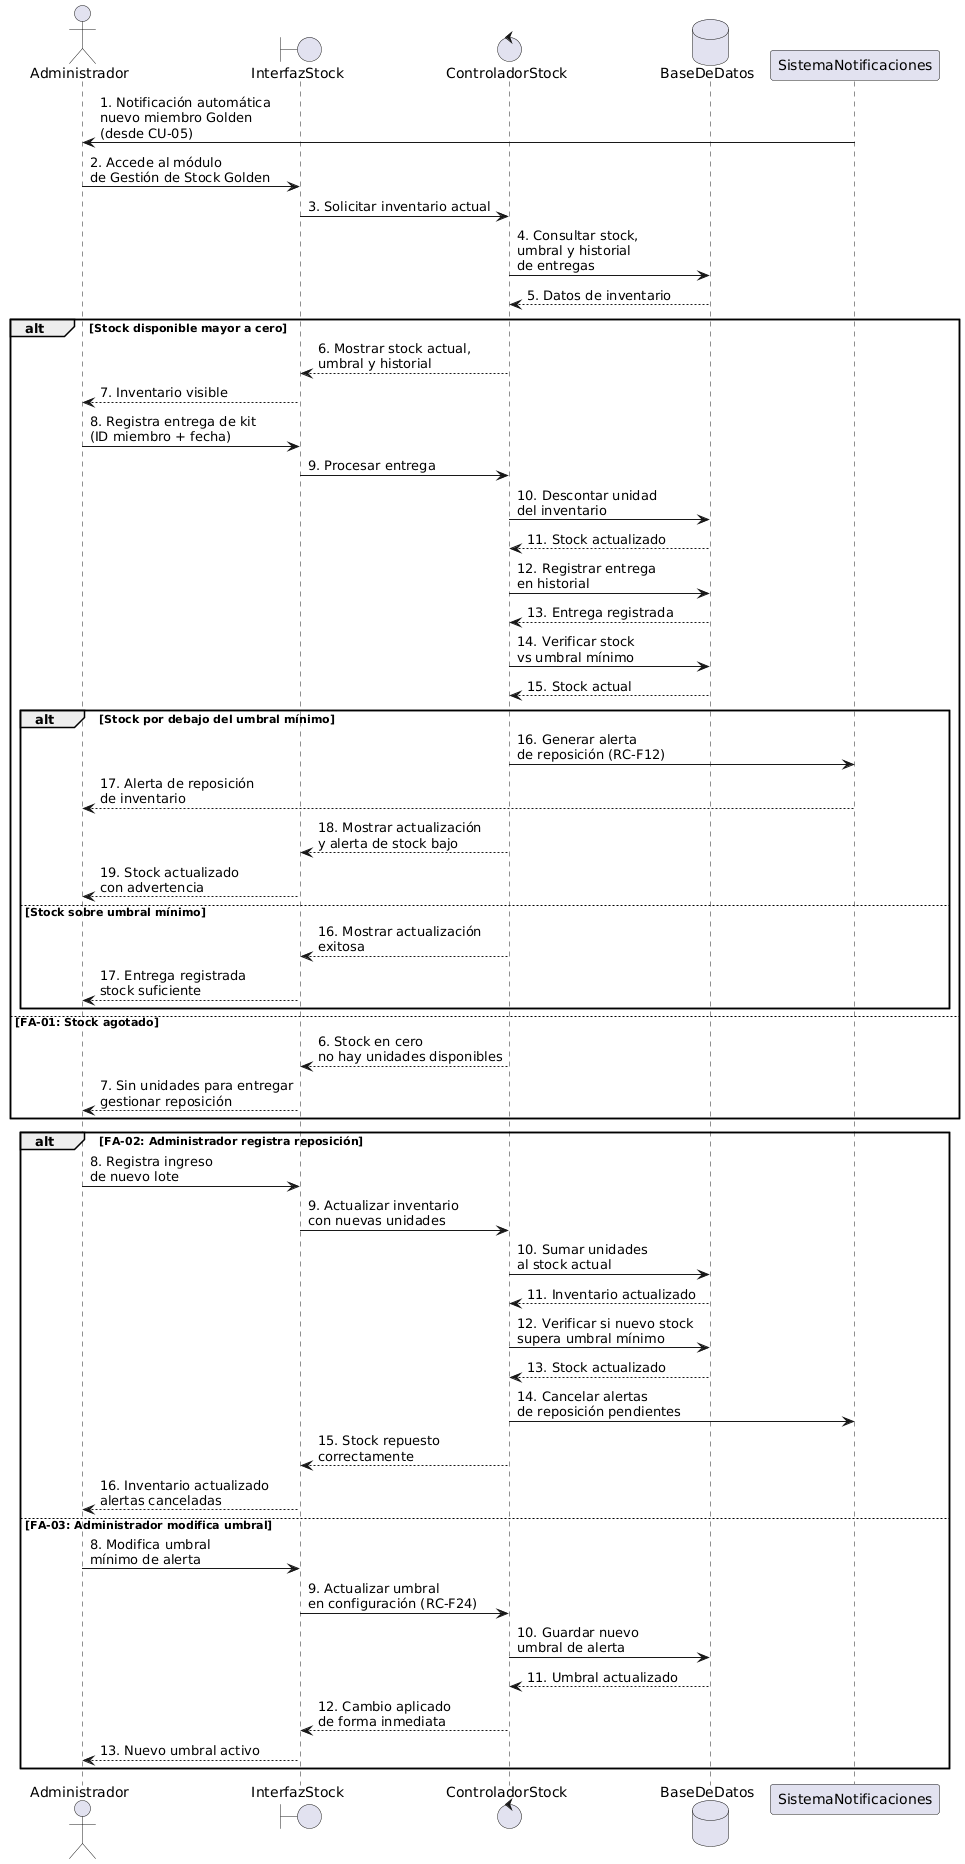 Administrador
InterfazStock
ControladorStock
BaseDeDatos
SistemaNotificaciones
1. Notificación automática
nuevo miembro Golden
(desde CU-05)
2. Accede al módulo
de Gestión de Stock Golden
3. Solicitar inventario actual
4. Consultar stock,
umbral y historial
de entregas
5. Datos de inventario
alt [Stock disponible mayor a cero]
6. Mostrar stock actual,
umbral y historial
7. Inventario visible
8. Registra entrega de kit
(ID miembro + fecha)
9. Procesar entrega
10. Descontar unidad
del inventario
11. Stock actualizado
12. Registrar entrega
en historial
13. Entrega registrada
14. Verificar stock
vs umbral mínimo
15. Stock actual
alt [Stock por debajo del umbral mínimo]
16. Generar alerta
de reposición (RC-F12)
17. Alerta de reposición
de inventario
18. Mostrar actualización
y alerta de stock bajo
19. Stock actualizado
con advertencia
[Stock sobre umbral mínimo]
16. Mostrar actualización
exitosa
17. Entrega registrada
stock suficiente
[FA-01: Stock agotado]
6. Stock en cero
no hay unidades disponibles
7. Sin unidades para entregar
gestionar reposición
alt [FA-02: Administrador registra reposición]
8. Registra ingreso
de nuevo lote
9. Actualizar inventario
con nuevas unidades
10. Sumar unidades
al stock actual
11. Inventario actualizado
12. Verificar si nuevo stock
supera umbral mínimo
13. Stock actualizado
14. Cancelar alertas
de reposición pendientes
15. Stock repuesto
correctamente
16. Inventario actualizado
alertas canceladas
[FA-03: Administrador modifica umbral]
8. Modifica umbral
mínimo de alerta
9. Actualizar umbral
en configuración (RC-F24)
10. Guardar nuevo
umbral de alerta
11. Umbral actualizado
12. Cambio aplicado
de forma inmediata
13. Nuevo umbral activo
Administrador
InterfazStock
ControladorStock
BaseDeDatos
SistemaNotificaciones